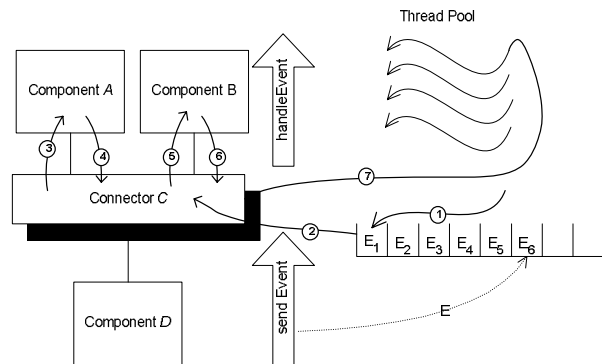 Thread Pool
Component A
Component B
handleEvent
3
4
5
6
7
Connector C
1
2
E1
E2
E3
E4
E5
E6
send Event
E
Component D